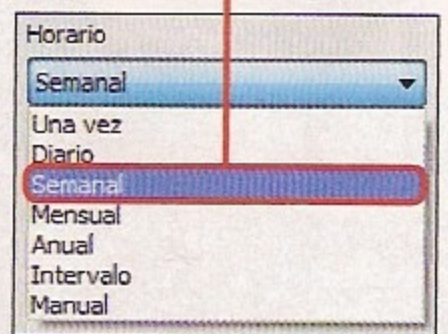 Horario
Semanal
Una vez
Diario
Semanal
Mensual
Anual
Intervalo
Manual